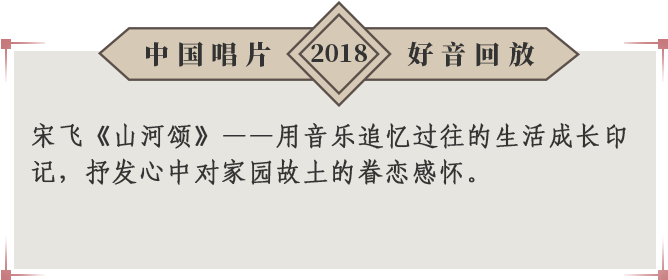 中国唱片 2018 好音回放
宋飞《山河颂》——用音乐追忆过往的生活成长印
记，抒发心中对家园故土的眷恋感怀。